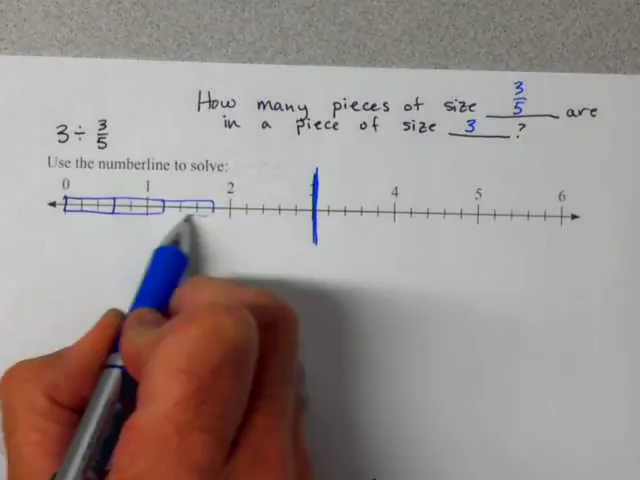 How many pieces of size 3/5 are
in a piece of size 3 ?
3 ÷ 3/5
Use the numberline to solve:
0 1 2 4 5 6